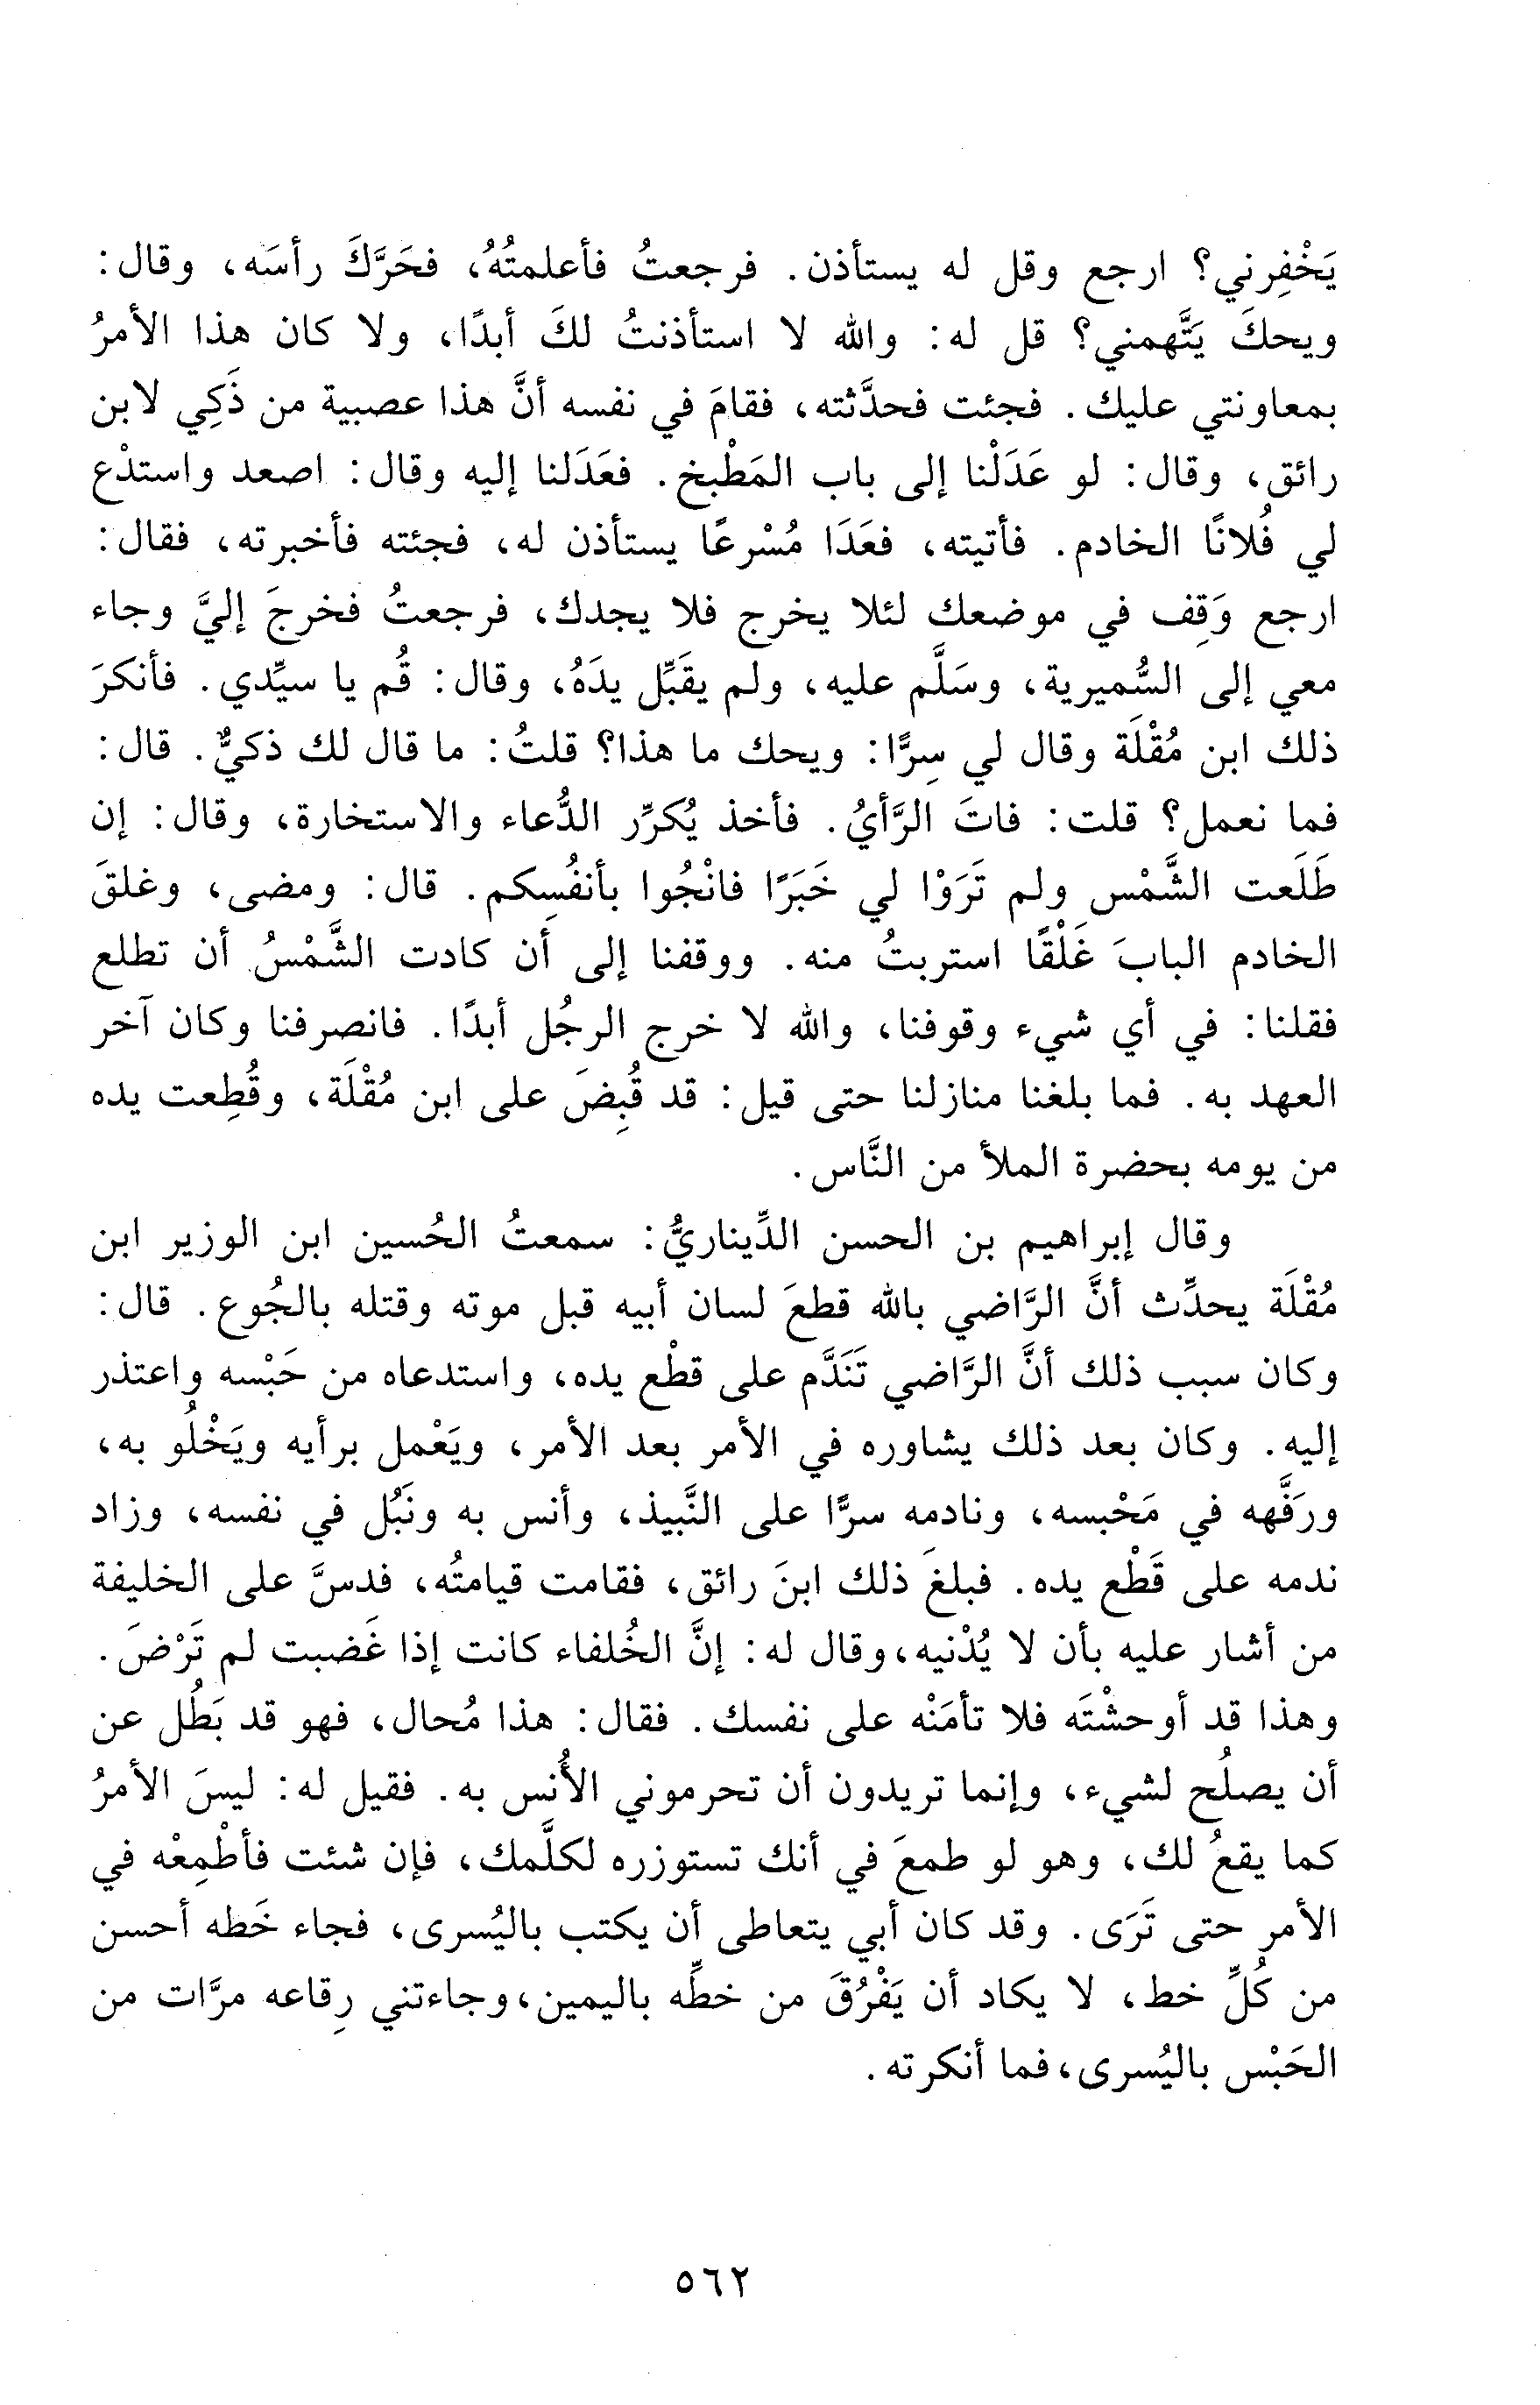 يَخْفِرني؟ ارجع وقل له يستأذن. فرجعتُ فأعلمتُهُ، فحَرَّكَ رأسَه، وقال:
ويحكَ يَتَّهمني؟ قل له: والله لا استأذنتُ لكَ أبدًا، ولا كان هذا الأمرُ
بمعاونتي عليك. فجئت فحدَّثته، فقامَ في نفسه أنَّ هذا عصبية من ذَكِي لابن
رائق، وقال: لو عَدَلْنا إلى باب المَطْبخ. فعَدَلنا إليه وقال: اصعد واستدْع
لي فُلانًا الخادم. فأتيته، فعَدَا مُسْرعًا يستأذن له، فجئته فأخبرته، فقال:
ارجع وَقِف في موضعك لئلا يخرج فلا يجدك، فرجعتُ فخرجَ إليَّ وجاء
معي إلى السُّميرية، وسَلَّم عليه، ولم يقَبِّل يدَهُ، وقال: قُم يا سيِّدي. فأنكرَ
ذلك ابن مُقْلَة وقال لي سِرًّا: ويحك ما هذا؟ قلتُ: ما قال لك ذكيٌّ. قال:
فما نعمل؟ قلت: فاتَ الرَّأيُ. فأخذ يُكرِّر الدُّعاء والاستخارة، وقال: إن
طَلَعت الشَّمْس ولم تَرَوْا لي خَبَرًا فانْجُوا بأنفُسِكم. قال: ومضى، وغلقَ
الخادم البابَ غَلْقًا استربتُ منه. ووقفنا إلى أن كادت الشَّمْسُ أن تطلع
فقلنا: في أي شيء وقوفنا، والله لا خرج الرجُل أبدًا. فانصرفنا وكان آخر
العهد به. فما بلغنا منازلنا حتى قيل: قد قُبِضَ على ابن مُقْلَة، وقُطِعت يده
من يومه بحضرة الملأ من النَّاس.
وقال إبراهيم بن الحسن الدِّيناريُّ: سمعتُ الحُسين ابن الوزير ابن
مُقْلَة يحدِّث أنَّ الرَّاضي بالله قطعَ لسان أبيه قبل موته وقتله بالجُوع. قال:
وكان سبب ذلك أنَّ الرَّاضي تَنَدَّم على قطْع يده، واستدعاه من حَبْسه واعتذر
إليه. وكان بعد ذلك يشاوره في الأمر بعد الأمر، ويَعْمل برأيه ويَخْلُو به،
ورَفَّهه في مَحْبسه، ونادمه سرًّا على النَّبيذ، وأنس به ونَبُل في نفسه، وزاد
ندمه على قَطْع يده. فبلغَ ذلك ابنَ رائق، فقامت قيامتُه، فدسَّ على الخليفة
من أشار عليه بأن لا يُدْنيه، وقال له: إنَّ الخُلفاء كانت إذا غَضبت لم تَرْضَ.
وهذا قد أوحشْتَه فلا تأمَنْه على نفسك. فقال: هذا مُحال، فهو قد بَطُل عن
أن يصلُح لشيء، وإنما تريدون أن تحرموني الأُنس به. فقيل له: ليسَ الأمرُ
كما يقعُ لك، وهو لو طمعَ في أنك تستوزره لكلَّمك، فإن شئت فأطْمِعْه في
الأمر حتى تَرَى. وقد كان أبي يتعاطى أن يكتب باليُسرى، فجاء خَطه أحسن
من كُلِّ خط، لا يكاد أن يَفْرُقَ من خطِّه باليمين، وجاءتني رِقاعه مرَّات من
الحَبْس باليُسرى، فما أنكرته.
٥٦٢